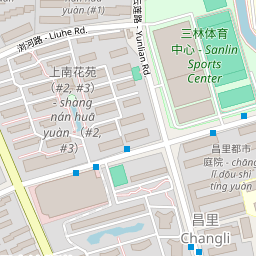 (#1)
浏河路 - Liuhe Rd.
云莲路 - Yunlian Rd
三林体育
中心 - Sanlin
Sports
Center
上南花苑
(#2, #3)
- shàng
nán huā
yuàn -
(#2,
#3)
昌里都市
庭院 - chāng
lǐ dōu shì
tíng yuàn
昌里
Changli